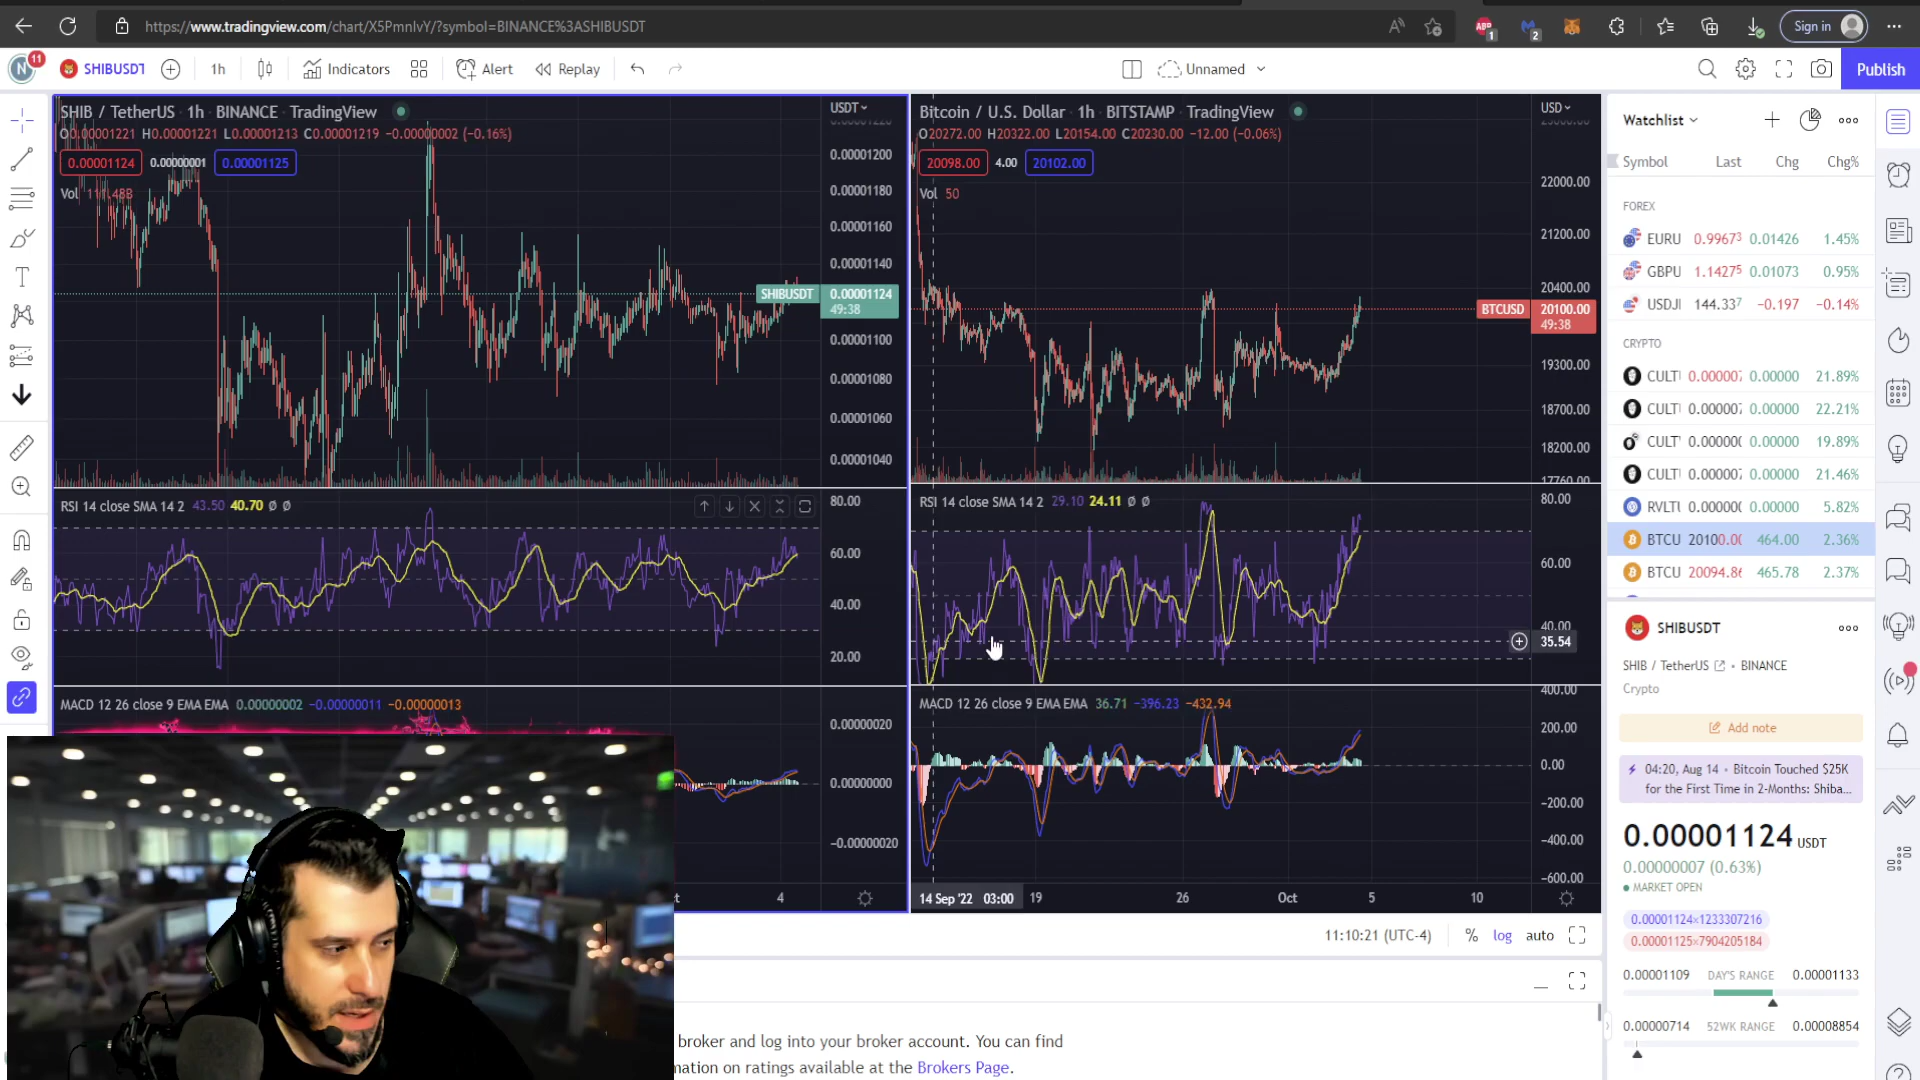 https://www.tradingview.com/chart/X5PmnIvY/?symbol=BINANCE%3ASHIBUSDT
ABP 1
2
Sign in
N 11
SHIBUSDT
1h
Indicators
Alert
Replay
Unnamed
Publish
SHIB / TetherUS · 1h · BINANCE · TradingView
USDT
O0.00001221 H0.00001221 L0.00001213 C0.00001219 −0.00000002 (−0.16%)
0.00001124 0.00000001 0.00001125
Vol 111.48B
0.00001220
0.00001200
0.00001180
0.00001160
0.00001140
SHIBUSDT 0.00001124
49:38
0.00001100
0.00001080
0.00001060
0.00001040
RSI 14 close SMA 14 2 43.50 40.70 Ø Ø
80.00
60.00
40.00
20.00
MACD 12 26 close 9 EMA EMA 0.00000002 −0.00000011 −0.00000013
0.00000020
0.00000000
−0.00000020
4
Bitcoin / U.S. Dollar · 1h · BITSTAMP · TradingView
USD
O20272.00 H20322.00 L20154.00 C20230.00 −12.00 (−0.06%)
20098.00 4.00 20102.00
Vol 50
22000.00
21200.00
20400.00
BTCUSD 20100.00
49:38
19300.00
18700.00
18200.00
17760.00
RSI 14 close SMA 14 2 29.10 24.11 Ø Ø
80.00
60.00
40.00
35.54
MACD 12 26 close 9 EMA EMA 36.71 −396.23 −432.94
400.00
200.00
0.00
−200.00
−400.00
−600.00
14 Sep '22 03:00 19 26 Oct 5 10
11:10:21 (UTC-4) % log auto
broker and log into your broker account. You can find
mation on ratings available at the Brokers Page.
Watchlist
Symbol Last Chg Chg%
FOREX
EURU 0.99673 0.01426 1.45%
GBPU 1.14275 0.01073 0.95%
USDJ 144.337 −0.197 −0.14%
CRYPTO
CULT 0.000007 0.00000 21.89%
CULT 0.000007 0.00000 22.21%
CULT 0.000000 0.00000 19.89%
CULT 0.000007 0.00000 21.46%
RVLT 0.000000 0.00000 5.82%
BTCU 20100.00 464.00 2.36%
BTCU 20094.86 465.78 2.37%
SHIBUSDT
SHIB / TetherUS · BINANCE
Crypto
Add note
04:20, Aug 14 · Bitcoin Touched $25K
for the First Time in 2-Months: Shiba...
0.00001124 USDT
0.00000007 (0.63%)
MARKET OPEN
0.00001124×1233307216
0.00001125×7904205184
0.00001109 DAY'S RANGE 0.00001133
0.00000714 52WK RANGE 0.00008854